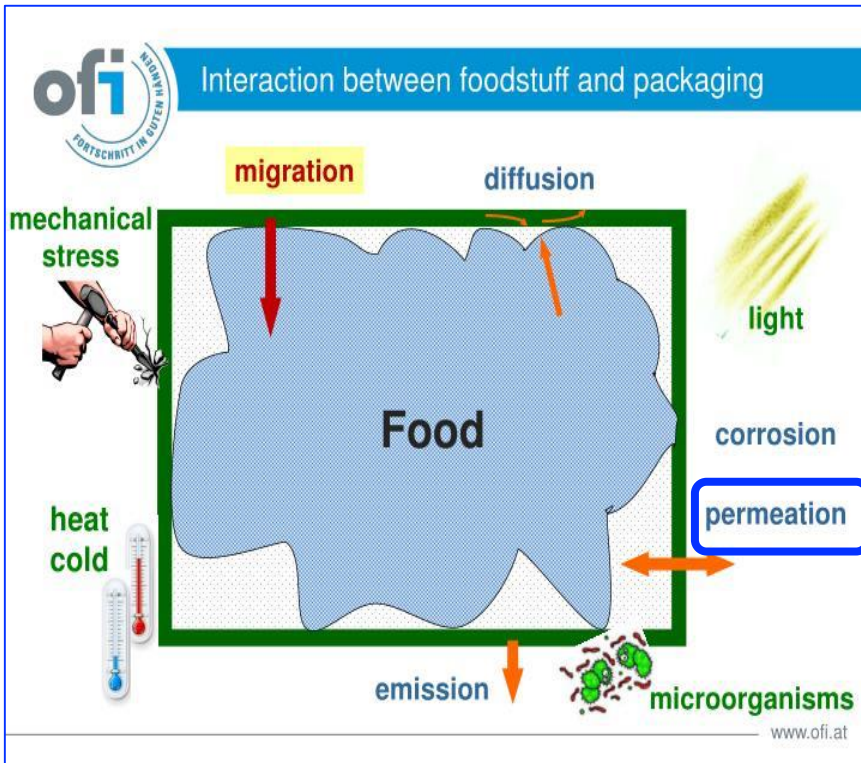 ofi
FORTSCHRITT IN GUTEN HÄNDEN
Interaction between foodstuff and packaging
migration
diffusion
mechanical
stress
light
Food
corrosion
permeation
heat
cold
emission
microorganisms
www.ofi.at